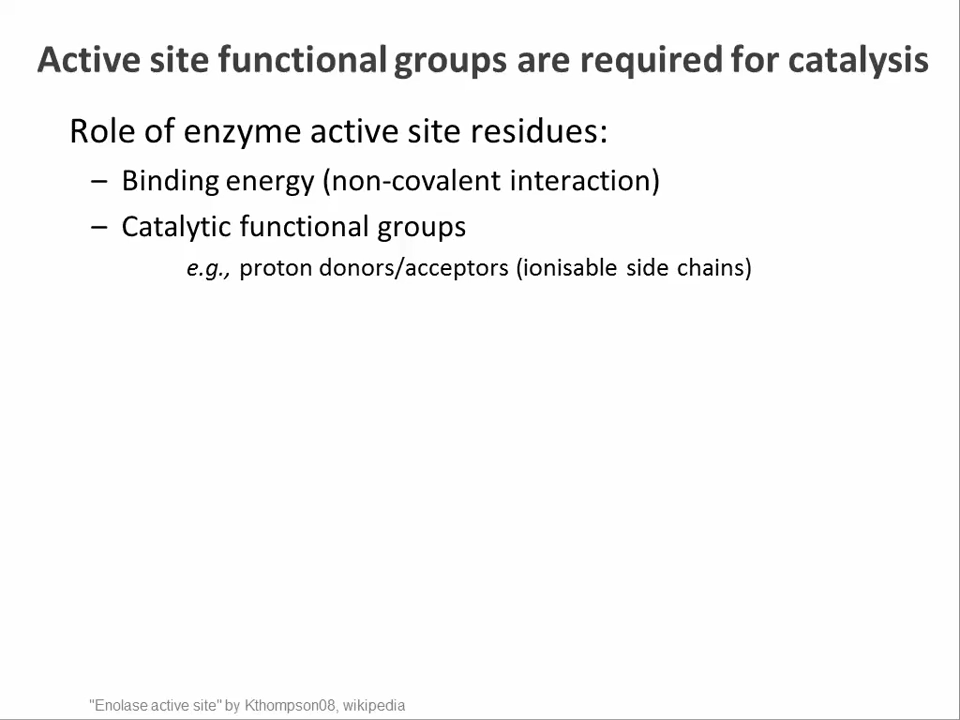 Active site functional groups are required for catalysis
Role of enzyme active site residues:
– Binding energy (non-covalent interaction)
– Catalytic functional groups
e.g., proton donors/acceptors (ionisable side chains)
"Enolase active site" by Kthompson08, wikipedia